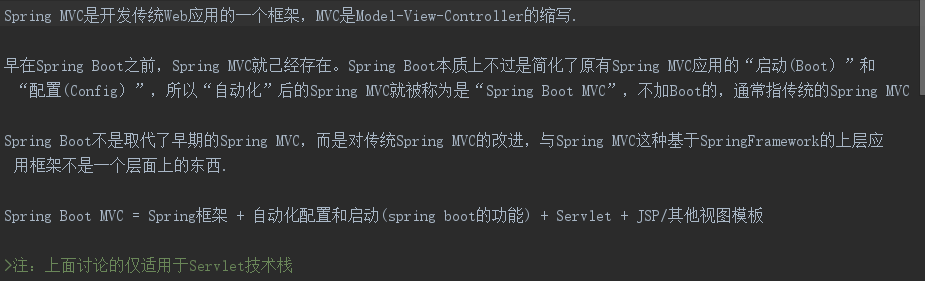 Spring MVC是开发传统Web应用的一个框架，MVC是Model-View-Controller的缩写.
早在Spring Boot之前，Spring MVC就己经存在。Spring Boot本质上不过是简化了原有Spring MVC应用的“启动(Boot）”和
“配置(Config）”，所以“自动化”后的Spring MVC就被称为是“Spring Boot MVC”，不加Boot的，通常指传统的Spring MVC
Spring Boot不是取代了早期的Spring MVC，而是对传统Spring MVC的改进，与Spring MVC这种基于SpringFramework的上层应
用框架不是一个层面上的东西.
Spring Boot MVC = Spring框架 + 自动化配置和启动(spring boot的功能) + Servlet + JSP/其他视图模板
>注：上面讨论的仅适用于Servlet技术栈